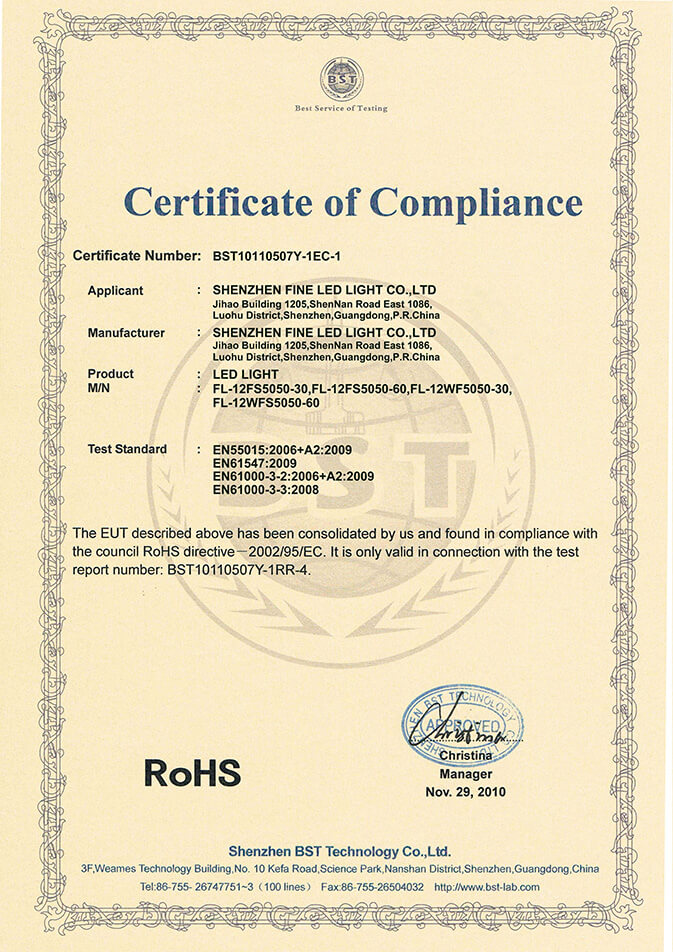 BST
Best Service of Testing
Certificate of Compliance
Certificate Number: BST10110507Y-1EC-1
Applicant : SHENZHEN FINE LED LIGHT CO.,LTD
Jihao Building 1205,ShenNan Road East 1086,
Luohu District,Shenzhen,Guangdong,P.R.China
Manufacturer : SHENZHEN FINE LED LIGHT CO.,LTD
Jihao Building 1205,ShenNan Road East 1086,
Luohu District,Shenzhen,Guangdong,P.R.China
Product : LED LIGHT
M/N : FL-12FS5050-30,FL-12FS5050-60,FL-12WF5050-30,
FL-12WFS5050-60
Test Standard : EN55015:2006+A2:2009
EN61547:2009
EN61000-3-2:2006+A2:2009
EN61000-3-3:2008
BST
The EUT described above has been consolidated by us and found in compliance with
the council RoHS directive－2002/95/EC. It is only valid in connection with the test
report number: BST10110507Y-1RR-4.
SHENZHEN BST TECHNOLOGY CO.,LTD
APPROVED
Christina
Christina
Manager
Nov. 29, 2010
RoHS
Shenzhen BST Technology Co.,Ltd.
3F,Weames Technology Building,No. 10 Kefa Road,Science Park,Nanshan District,Shenzhen,Guangdong,China
Tel:86-755- 26747751~3（100 lines） Fax:86-755-26504032 http://www.bst-lab.com